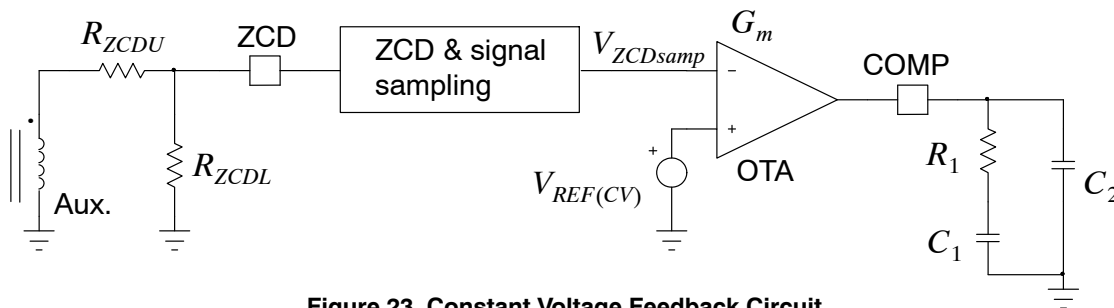 R_ZCDU
ZCD
ZCD & signal
sampling
V_ZCDsamp
G_m
−
+
OTA
COMP
R_1
C_1
C_2
R_ZCDL
Aux.
+
V_REF(CV)
Figure 23. Constant Voltage Feedback Circuit